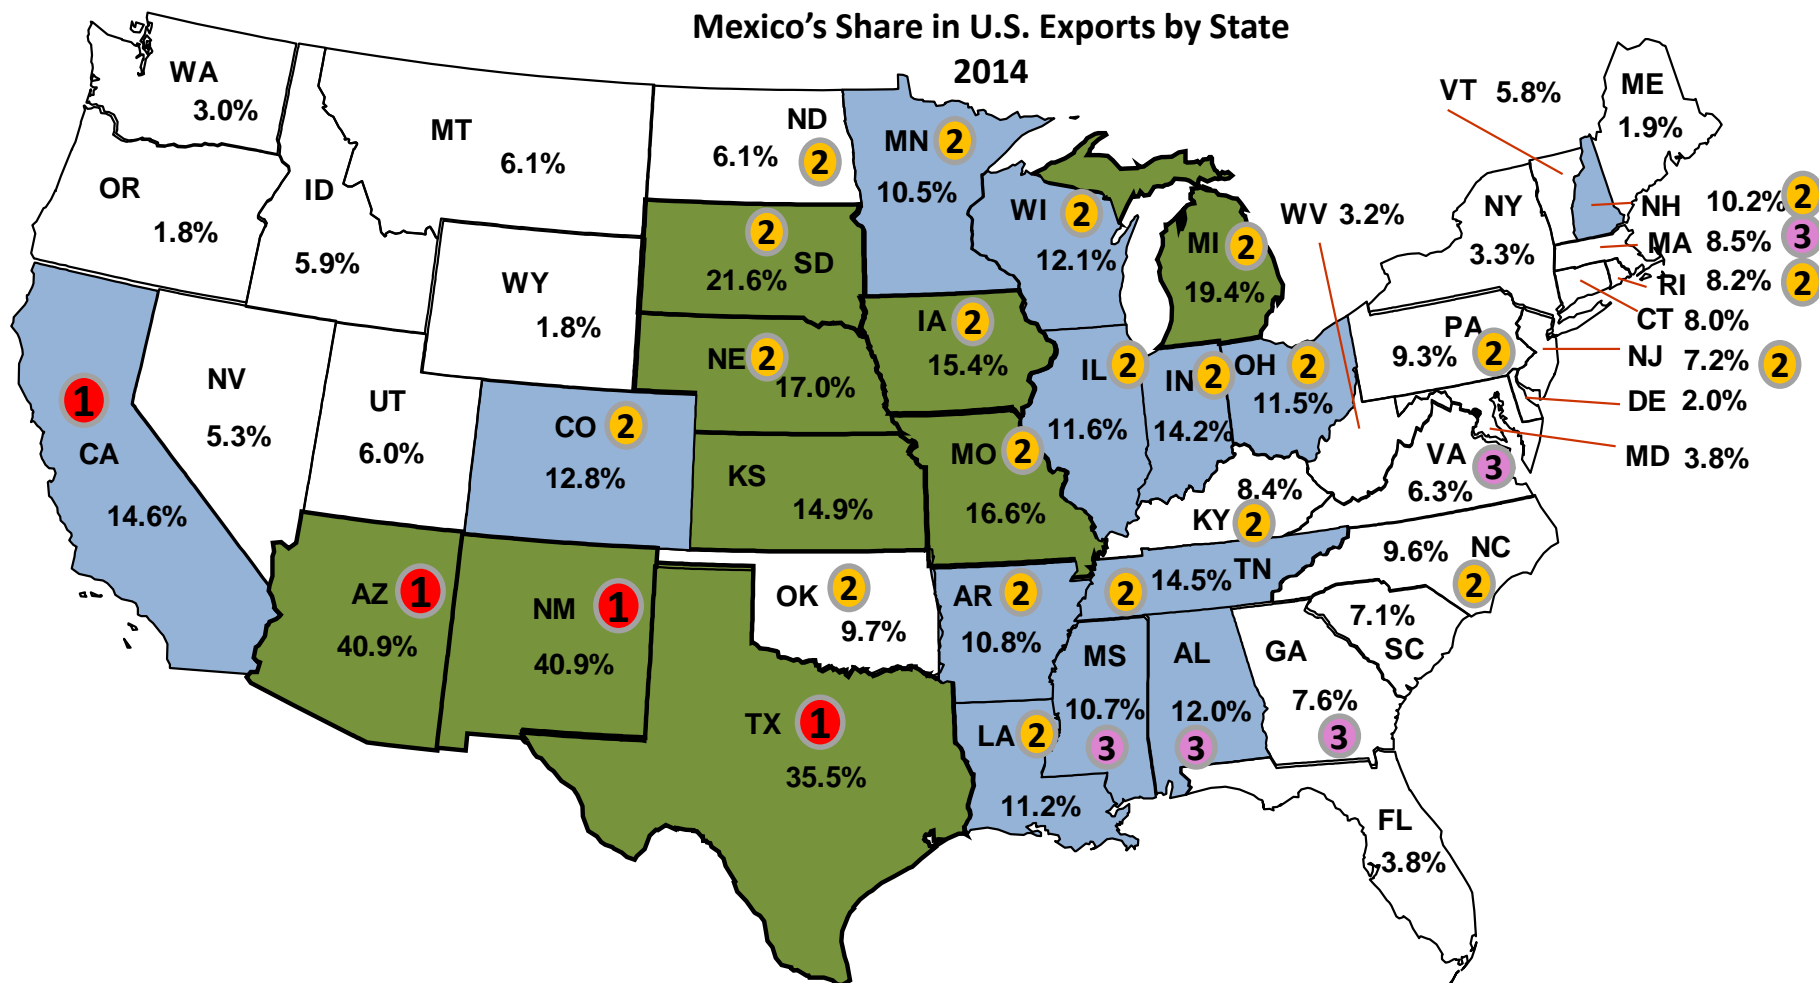 Mexico's Share in U.S. Exports by State
2014
WA
3.0%
OR
1.8%
ID
5.9%
MT
6.1%
ND
6.1% 2
MN 2
10.5%
WI 2
12.1%
MI 2
19.4%
WV 3.2%
VT 5.8%
ME
1.9%
NY
3.3%
NH 10.2% 2
MA 8.5% 3
RI 8.2% 2
CT 8.0%
NJ 7.2% 2
DE 2.0%
MD 3.8%
PA
9.3% 2
2
SD
21.6%
WY
1.8%
NE 2
17.0%
IA 2
15.4%
IL 2
11.6%
IN 2
14.2%
OH 2
11.5%
VA 3
6.3%
1
CA
14.6%
NV
5.3%
UT
6.0%
CO 2
12.8%
KS
14.9%
MO 2
16.6%
8.4%
KY 2
9.6% NC
2
AZ 1
40.9%
NM 1
40.9%
OK 2
9.7%
AR 2
10.8%
2 14.5% TN
7.1%
SC
TX 1
35.5%
LA 2
11.2%
MS
10.7%
3
AL
12.0%
3
GA
7.6%
3
FL
3.8%